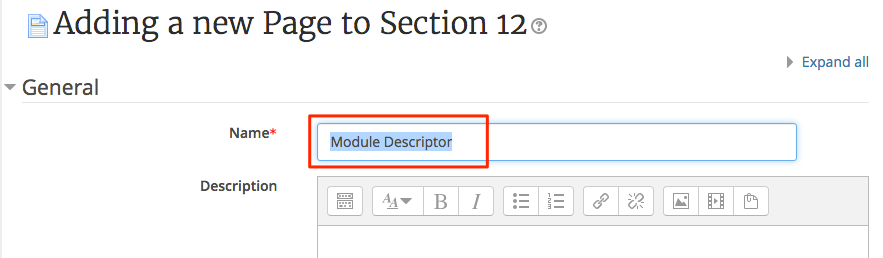 Adding a new Page to Section 12
Expand all
General
Name*
Module Descriptor
Description